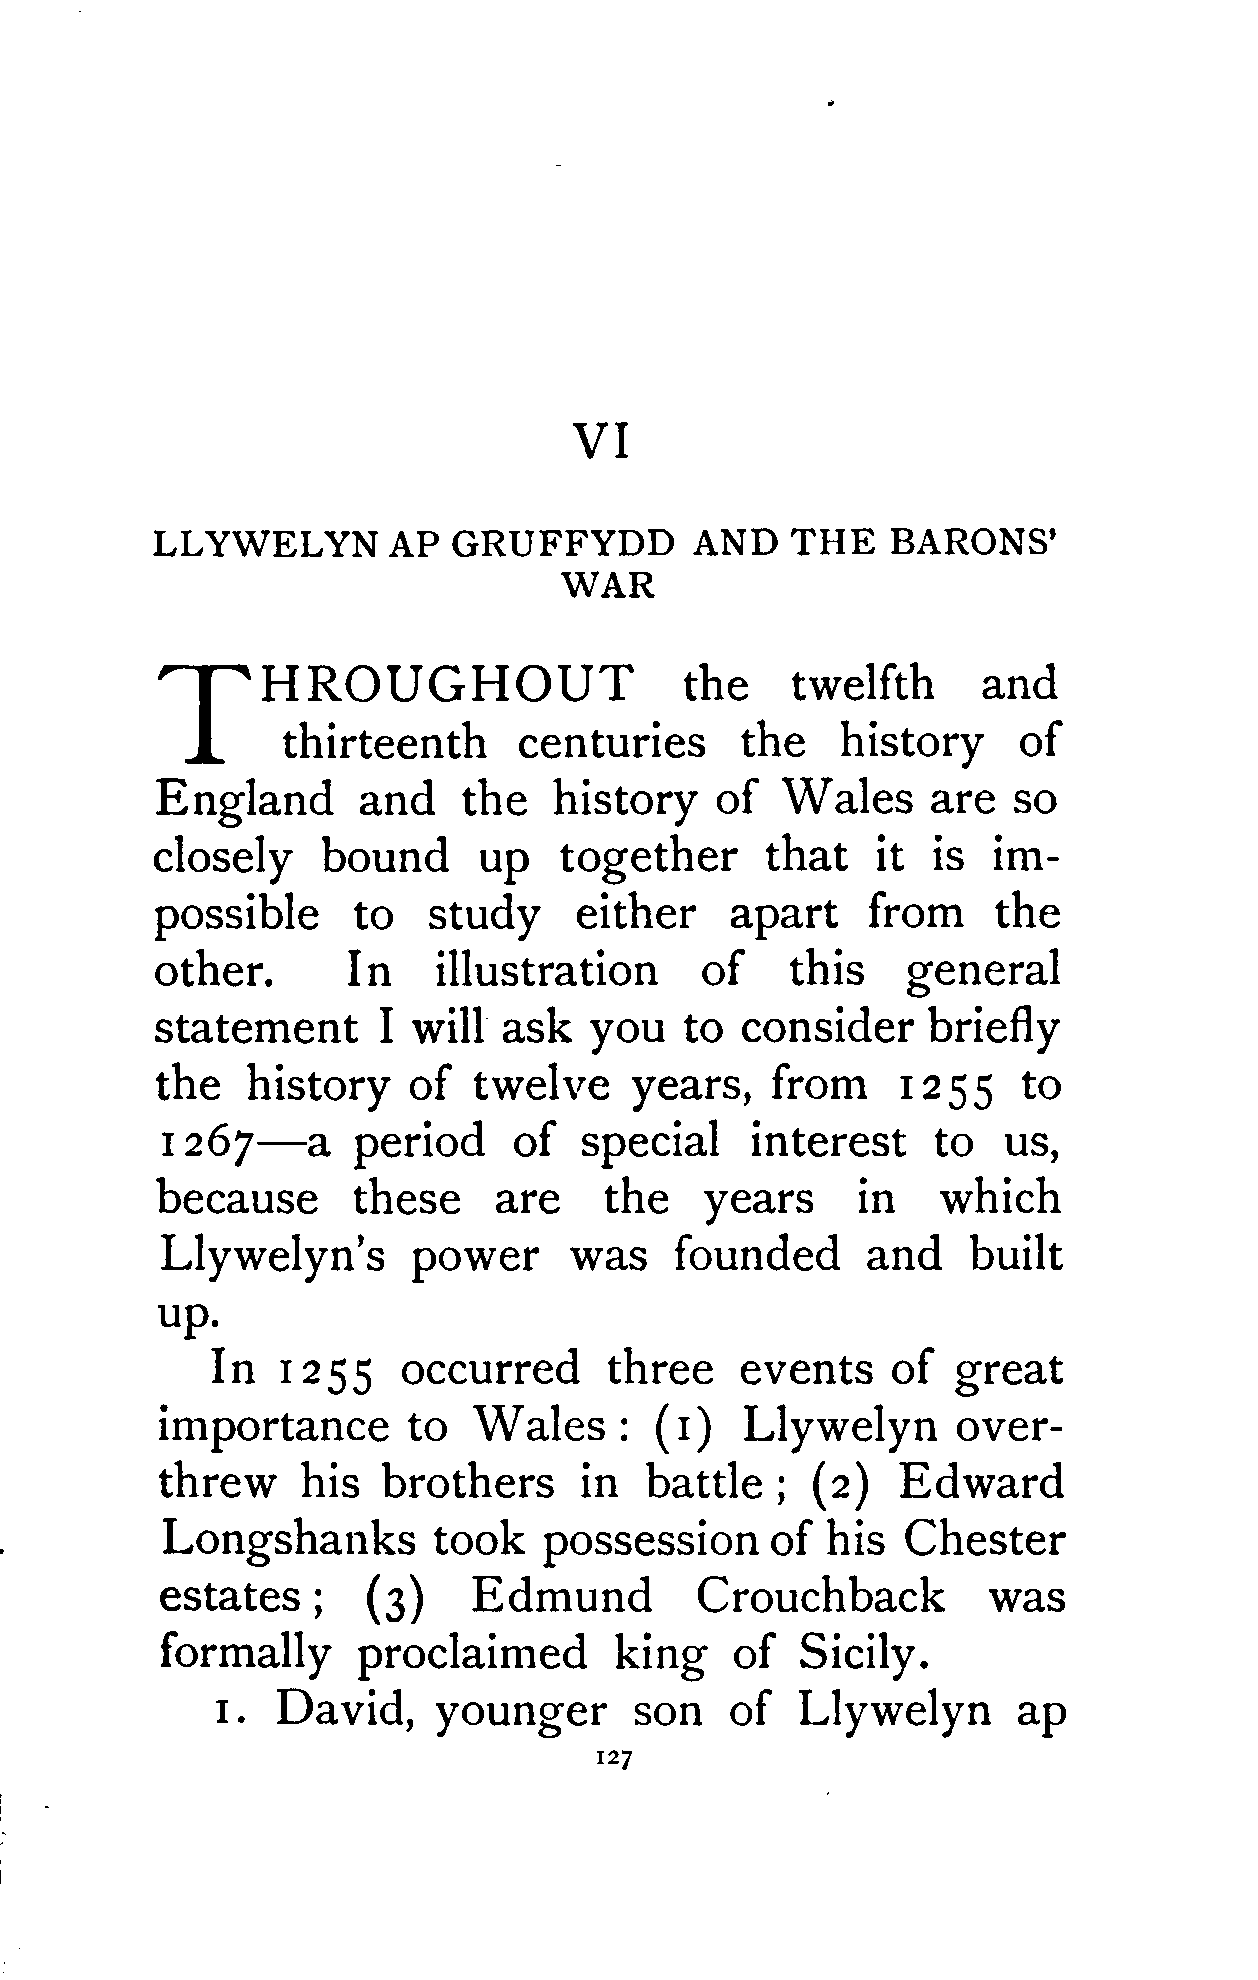 VI
LLYWELYN AP GRUFFYDD AND THE BARONS'
WAR
THROUGHOUT the twelfth and
thirteenth centuries the history of
England and the history of Wales are so
closely bound up together that it is im-
possible to study either apart from the
other. In illustration of this general
statement I will ask you to consider briefly
the history of twelve years, from 1255 to
1267—a period of special interest to us,
because these are the years in which
Llywelyn's power was founded and built
up.
In 1255 occurred three events of great
importance to Wales : (1) Llywelyn over-
threw his brothers in battle ; (2) Edward
Longshanks took possession of his Chester
estates ; (3) Edmund Crouchback was
formally proclaimed king of Sicily.
1. David, younger son of Llywelyn ap
127